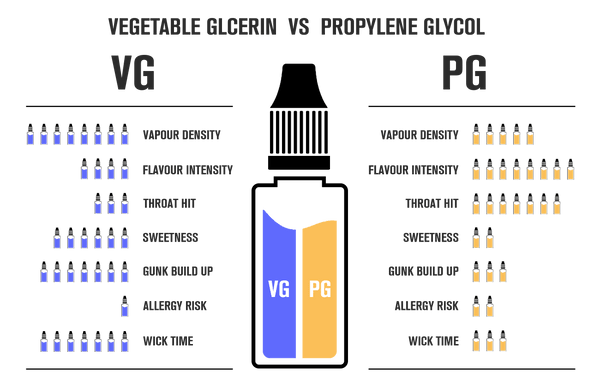 VEGETABLE GLCERIN VS PROPYLENE GLYCOL
VG
PG
VAPOUR DENSITY
FLAVOUR INTENSITY
THROAT HIT
SWEETNESS
GUNK BUILD UP
ALLERGY RISK
WICK TIME
VG
PG
VAPOUR DENSITY
FLAVOUR INTENSITY
THROAT HIT
SWEETNESS
GUNK BUILD UP
ALLERGY RISK
WICK TIME